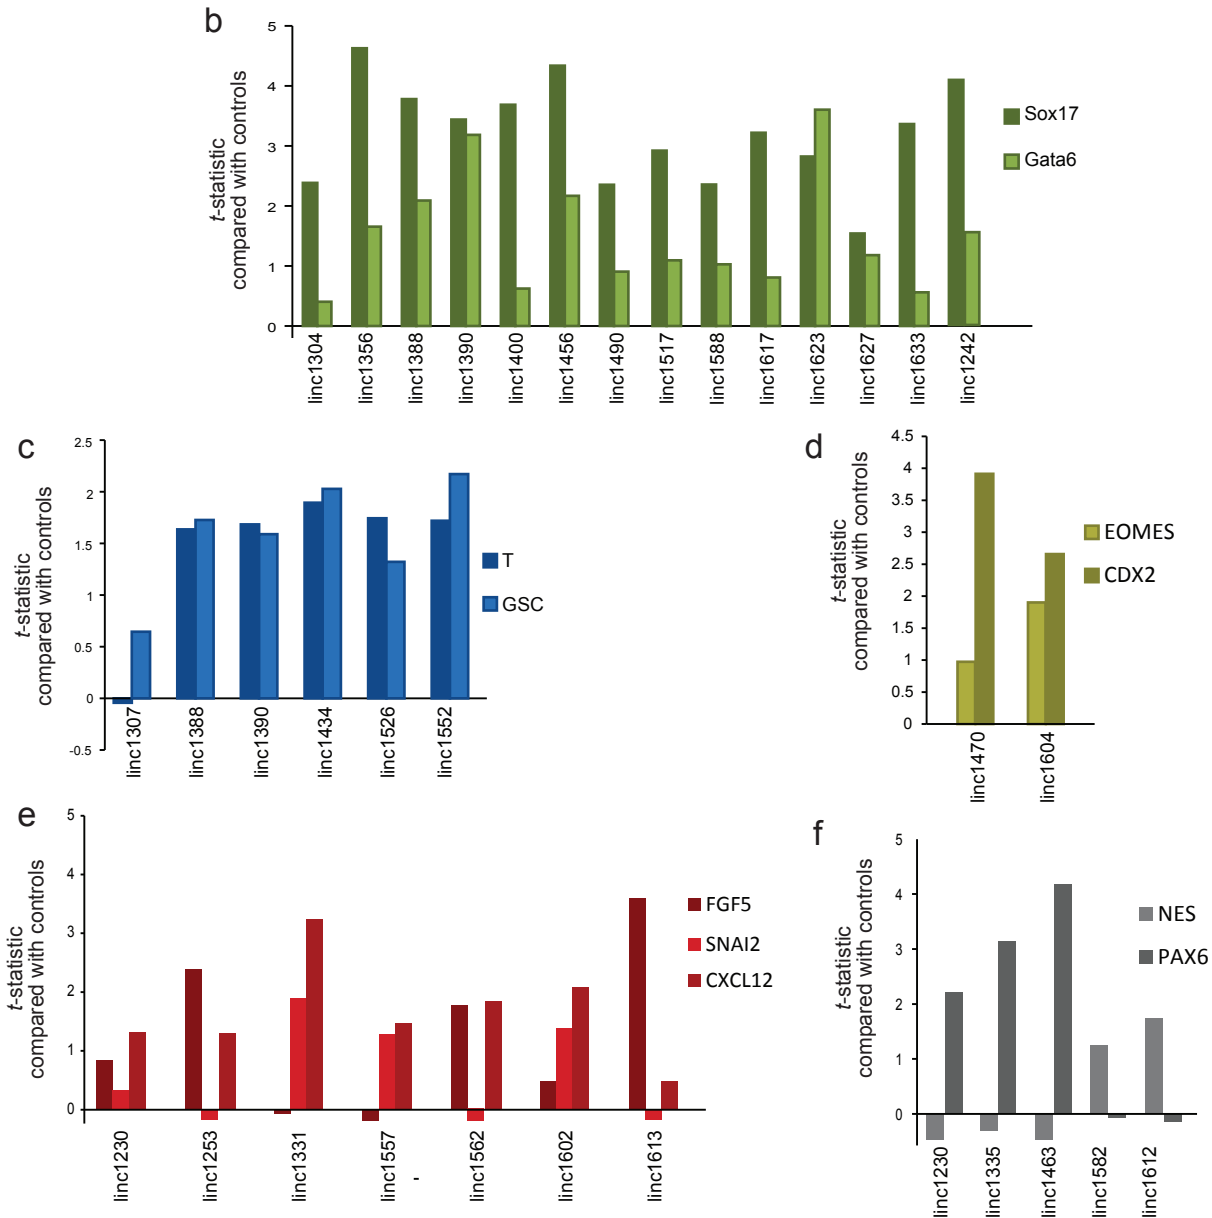 b
5
4
3
2
1
0
t-statistic
compared with controls
Sox17
Gata6
linc1304
linc1356
linc1388
linc1390
linc1400
linc1456
linc1490
linc1517
linc1588
linc1617
linc1623
linc1627
linc1633
linc1242
c
2.5
2
1.5
1
0.5
0
-0.5
t-statistic
compared with controls
T
GSC
linc1307
linc1388
linc1390
linc1434
linc1526
linc1552
d
4.5
4
3.5
3
2.5
2
1.5
1
0.5
0
t-statistic
compared with controls
EOMES
CDX2
linc1470
linc1604
e
5
4
3
2
1
0
t-statistic
compared with controls
FGF5
SNAI2
CXCL12
linc1230
linc1253
linc1331
linc1557
-
linc1562
linc1602
linc1613
f
5
4
3
2
1
0
t-statistic
compared with controls
NES
PAX6
linc1230
linc1335
linc1463
linc1582
linc1612